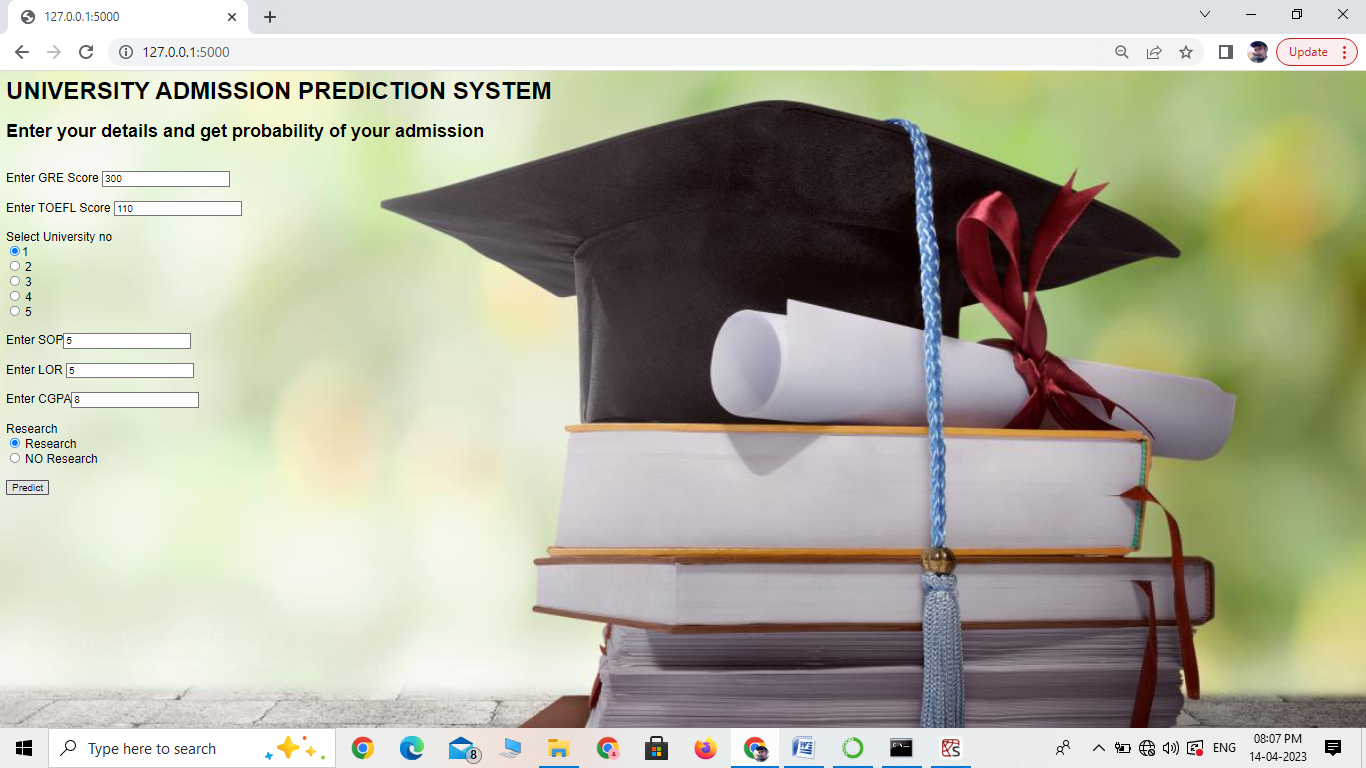 127.0.0.1:5000
127.0.0.1:5000
Update
UNIVERSITY ADMISSION PREDICTION SYSTEM
Enter your details and get probability of your admission
Enter GRE Score 300
Enter TOEFL Score 110
Select University no
1
2
3
4
5
Enter SOP 5
Enter LOR 5
Enter CGPA 8
Research
Research
NO Research
Predict
Type here to search
8
W
ENG
08:07 PM
14-04-2023